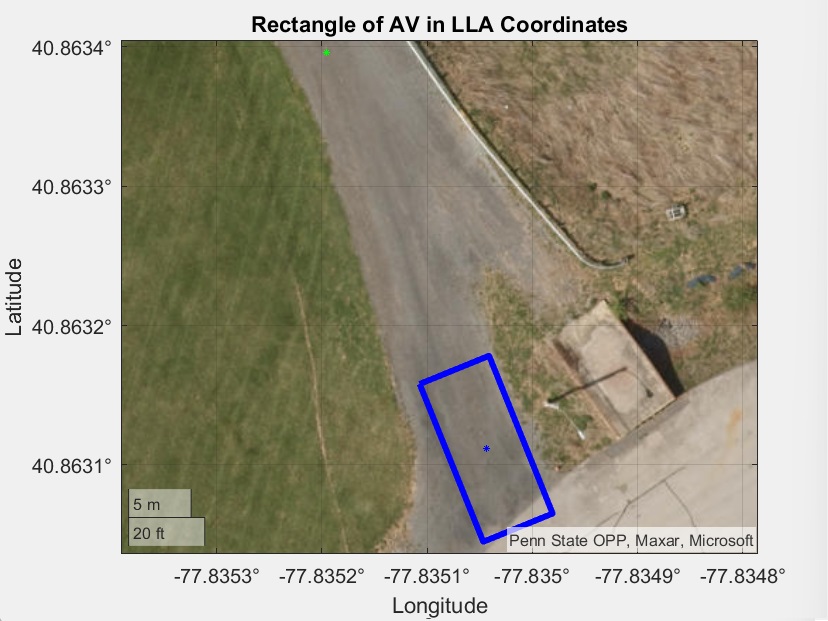 Rectangle of AV in LLA Coordinates
40.8634°
40.8633°
40.8632°
40.8631°
Latitude
5 m
20 ft
Penn State OPP, Maxar, Microsoft
-77.8353° -77.8352° -77.8351° -77.835° -77.8349° -77.8348°
Longitude